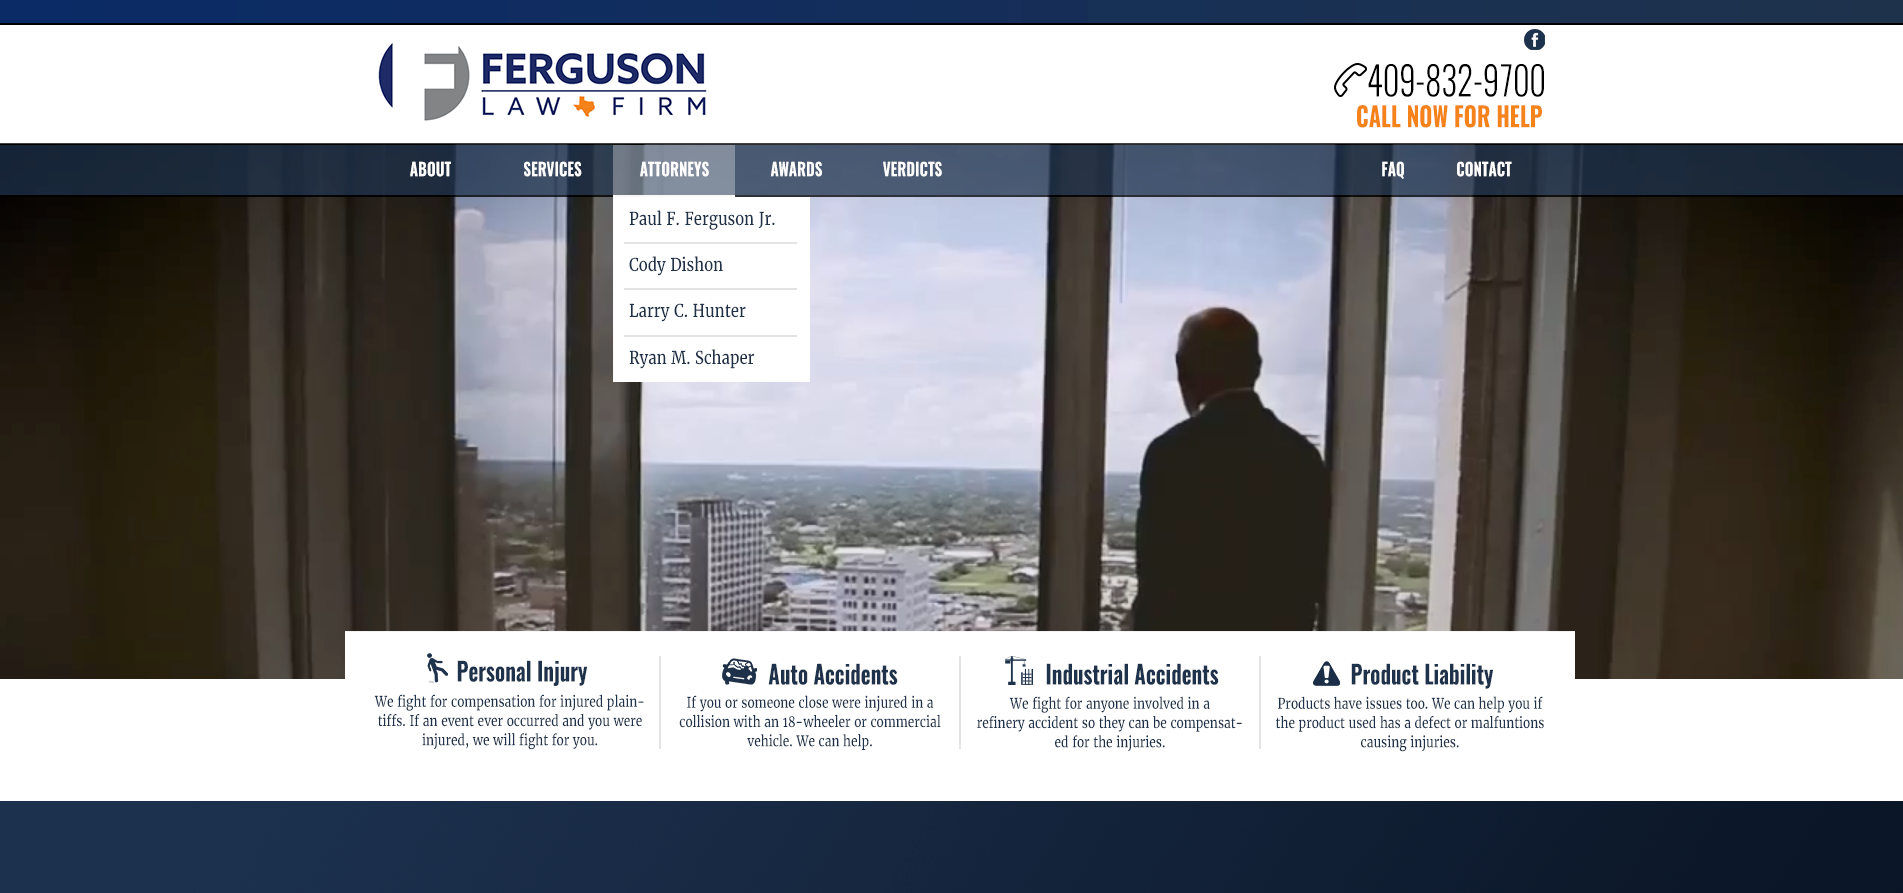 FERGUSON
LAW FIRM
409-832-9700
CALL NOW FOR HELP
ABOUT SERVICES ATTORNEYS AWARDS VERDICTS FAQ CONTACT
Paul F. Ferguson Jr.
Cody Dishon
Larry C. Hunter
Ryan M. Schaper
Personal Injury
We fight for compensation for injured plain-
tiffs. If an event ever occurred and you were
injured, we will fight for you.
Auto Accidents
If you or someone close were injured in a
collision with an 18-wheeler or commercial
vehicle. We can help.
Industrial Accidents
We fight for anyone involved in a
refinery accident so they can be compensat-
ed for the injuries.
Product Liability
Products have issues too. We can help you if
the product used has a defect or malfuntions
causing injuries.